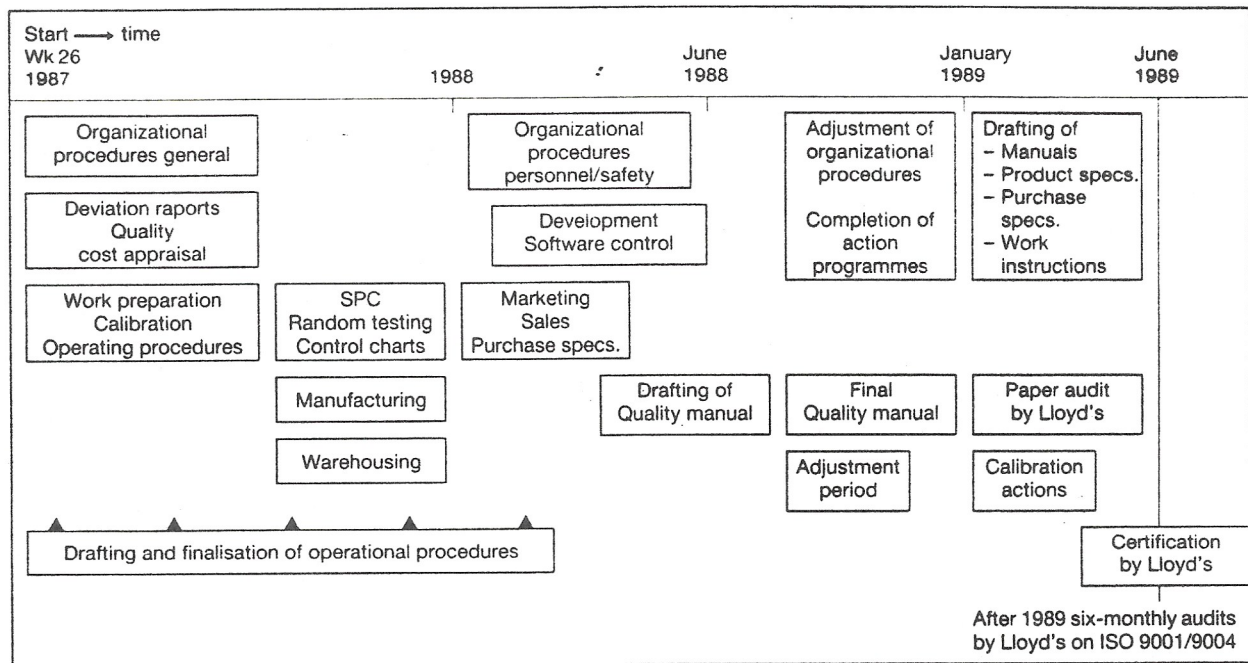 Start → time
Wk 26
1987
1988
June
1988
January
1989
June
1989
Organizational
procedures general
Organizational
procedures
personnel/safety
Adjustment of
organizational
procedures
Completion of
action
programmes
Drafting of
– Manuals
– Product specs.
– Purchase
specs.
– Work
instructions
Deviation raports
Quality
cost appraisal
Development
Software control
Work preparation
Calibration
Operating procedures
SPC
Random testing
Control charts
Marketing
Sales
Purchase specs.
Manufacturing
Drafting of
Quality manual
Final
Quality manual
Paper audit
by Lloyd's
Warehousing
Adjustment
period
Calibration
actions
Drafting and finalisation of operational procedures
Certification
by Lloyd's
After 1989 six-monthly audits
by Lloyd's on ISO 9001/9004